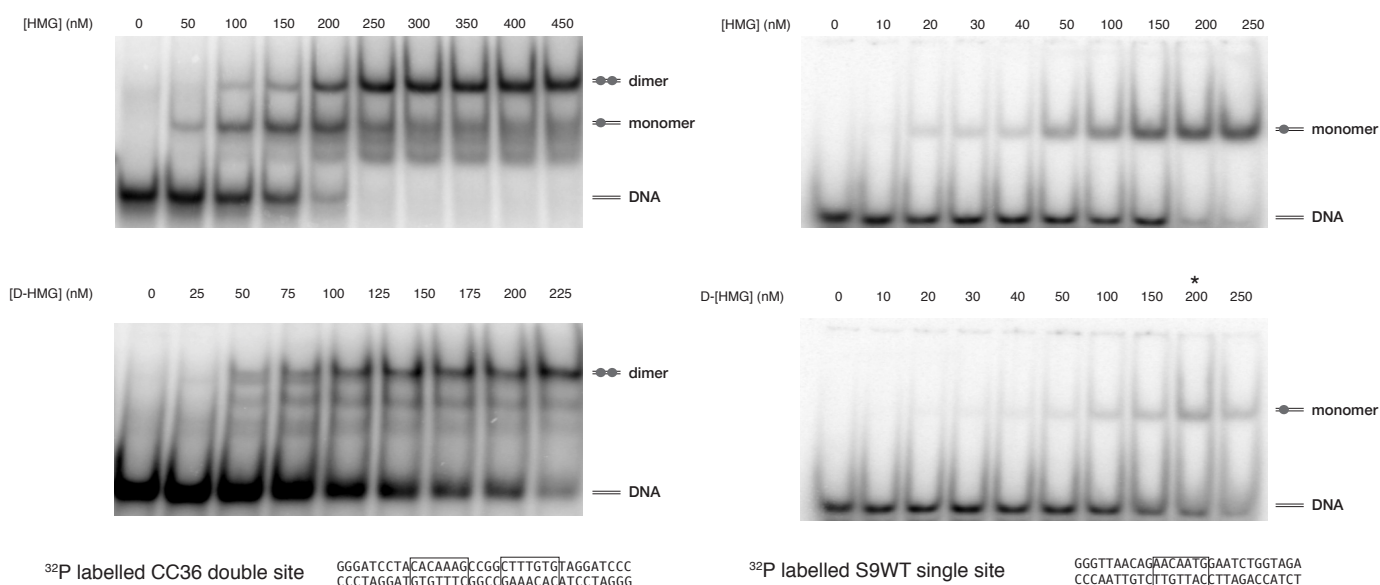 [HMG] (nM) 0 50 100 150 200 250 300 350 400 450
dimer
monomer
DNA
[HMG] (nM) 0 10 20 30 40 50 100 150 200 250
monomer
DNA
[D-HMG] (nM) 0 25 50 75 100 125 150 175 200 225
dimer
DNA
*
D-[HMG] (nM) 0 10 20 30 40 50 100 150 200 250
monomer
DNA
32P labelled CC36 double site
GGGATCCTACACAAAGCCGGCTTTGTGTAGGATCCC
CCCTAGGATGTGTTTCGGCCGAAACACATCCTAGGG
32P labelled S9WT single site
GGGTTAACAGAACAATGGAATCTGGTAGA
CCCAATTGTCTTGTTACCTTAGACCATCT